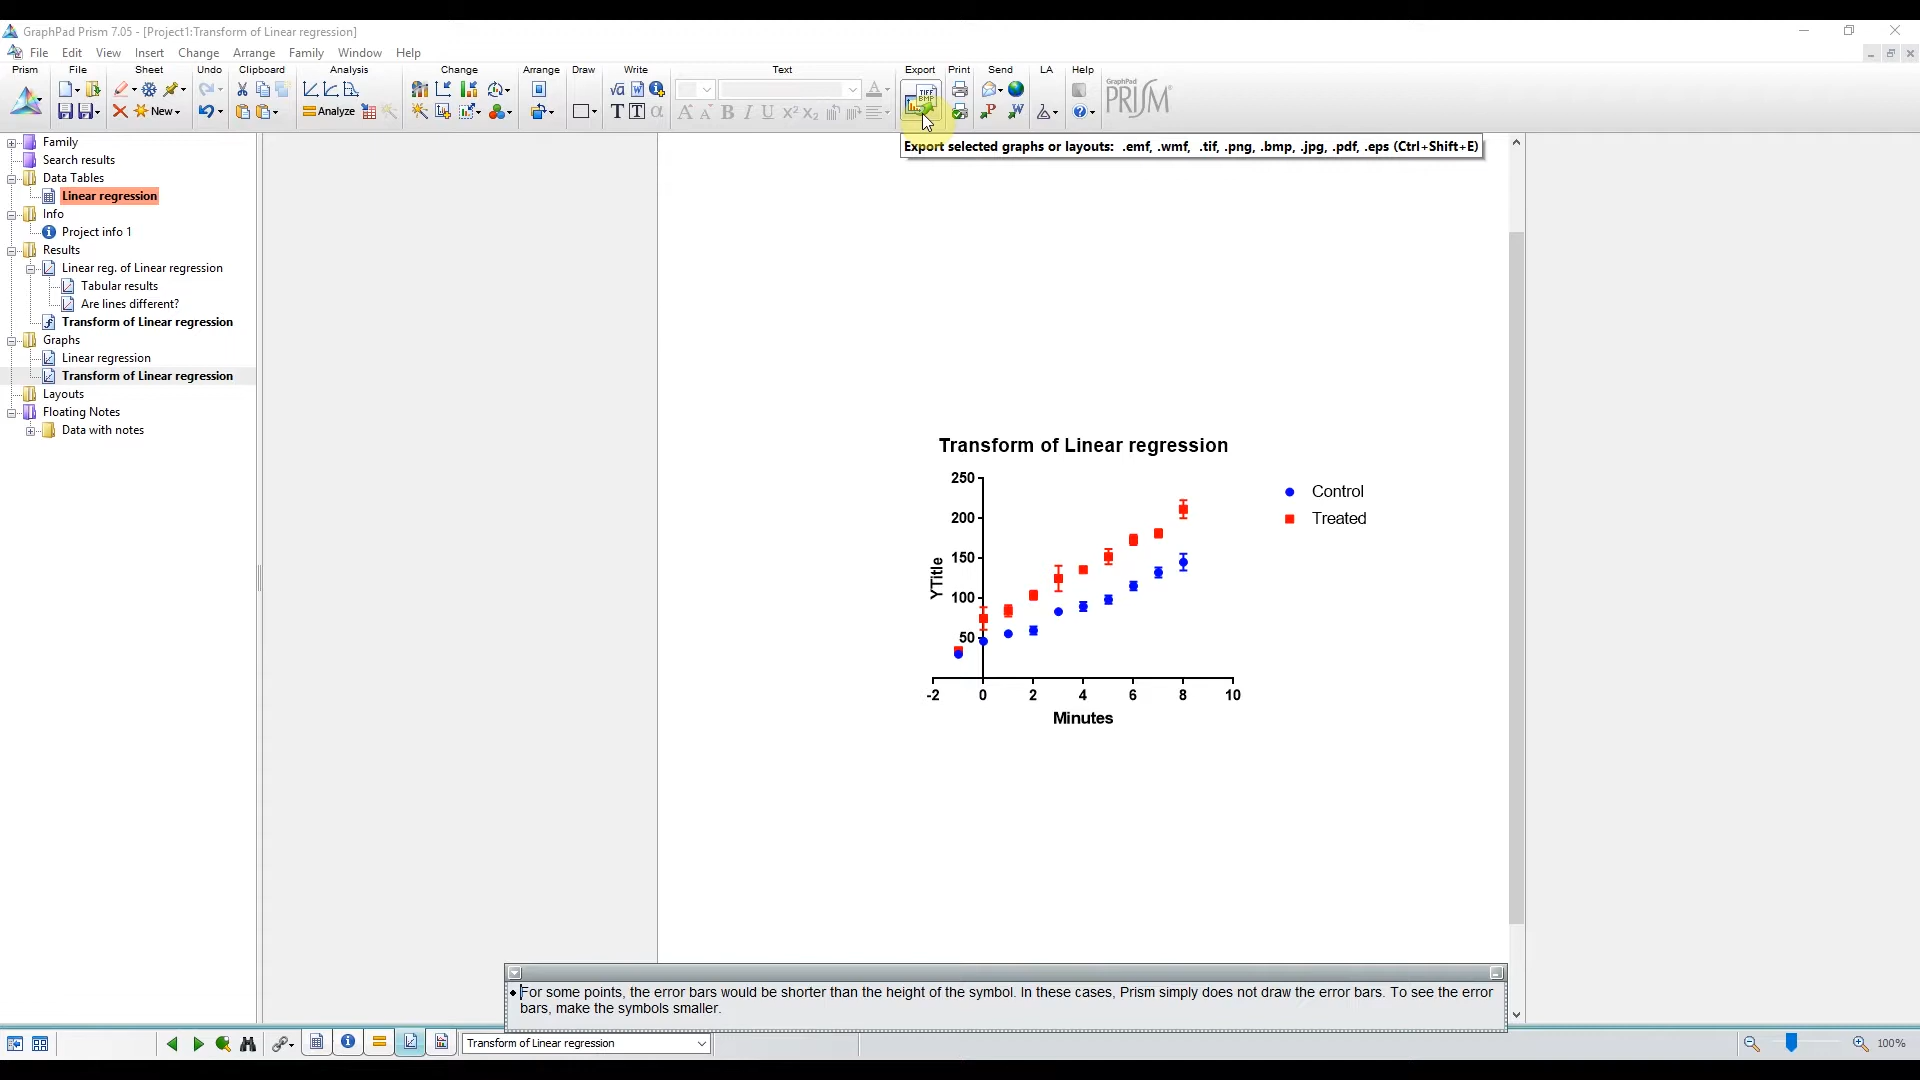 GraphPad Prism 7.05 - [Project1:Transform of Linear regression]
File Edit View Insert Change Arrange Family Window Help
Prism File Sheet Undo Clipboard Analysis Change Arrange Draw Write Text Export Print Send LA Help
TIFF
BMP
GraphPad
PRISM
New
Analyze
Export selected graphs or layouts: .emf, .wmf, .tif, .png, .bmp, .jpg, .pdf, .eps (Ctrl+Shift+E)
Family
Search results
Data Tables
Linear regression
Info
Project info 1
Results
Linear reg. of Linear regression
Tabular results
Are lines different?
Transform of Linear regression
Graphs
Linear regression
Transform of Linear regression
Layouts
Floating Notes
Data with notes
Transform of Linear regression
250
200
150
100
50
YTitle
-2 0 2 4 6 8 10
Minutes
Control
Treated
For some points, the error bars would be shorter than the height of the symbol. In these cases, Prism simply does not draw the error bars. To see the error
bars, make the symbols smaller.
Transform of Linear regression
100%